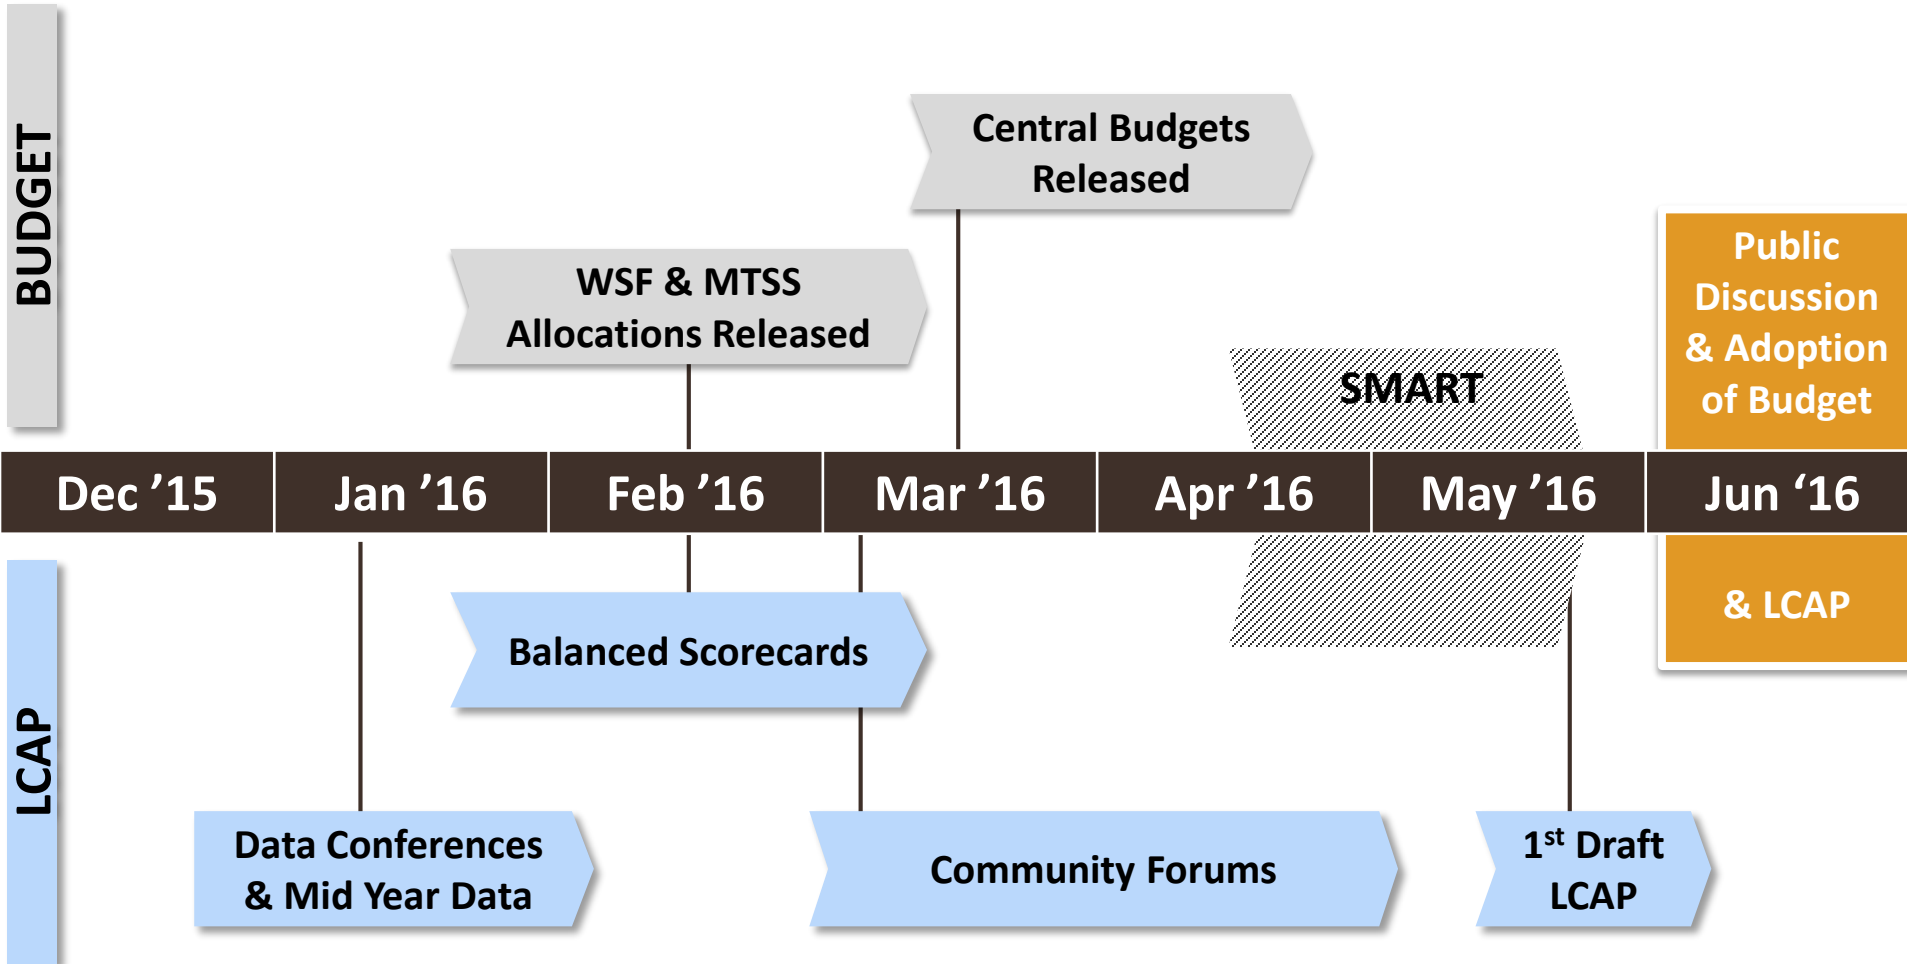 BUDGET
Central Budgets
Released
WSF & MTSS
Allocations Released
SMART
Public
Discussion
& Adoption
of Budget
Dec ’15
Jan ’16
Feb ’16
Mar ’16
Apr ’16
May ’16
Jun ‘16
& LCAP
LCAP
Balanced Scorecards
Data Conferences
& Mid Year Data
Community Forums
1st Draft
LCAP